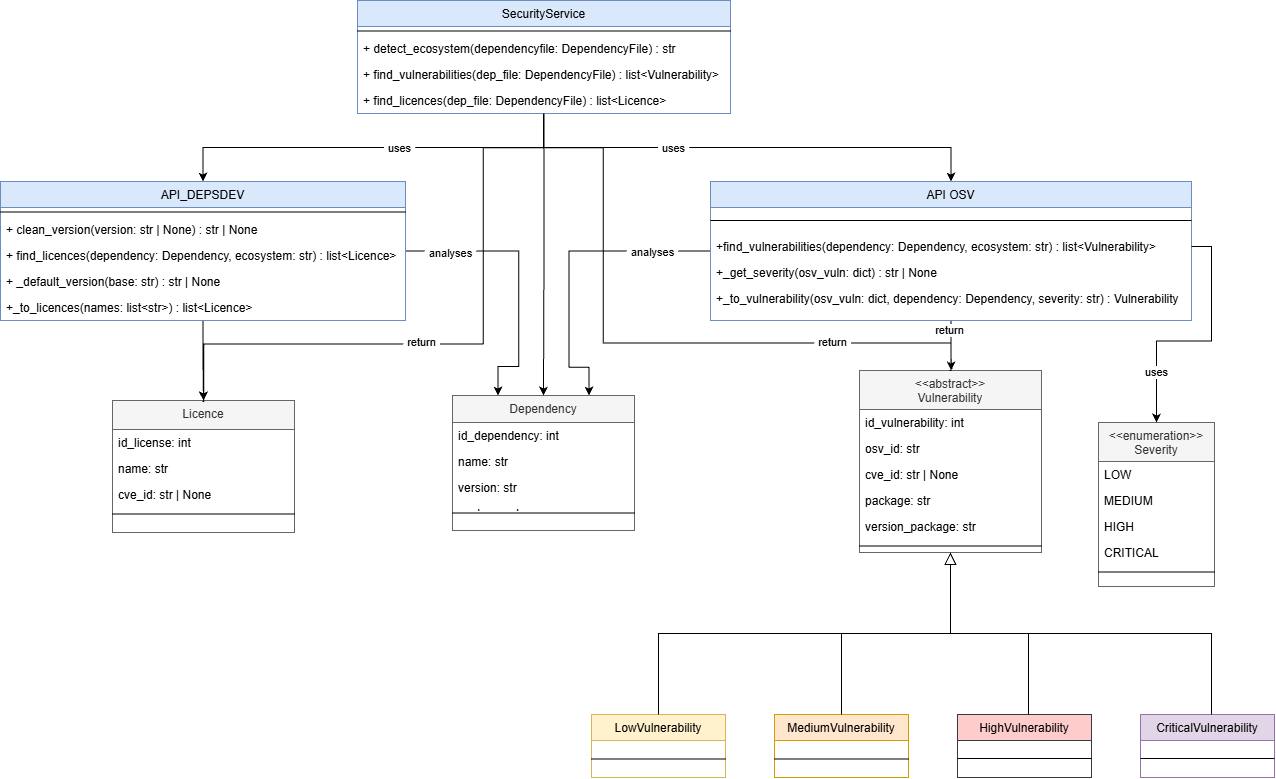 SecurityService
+ detect_ecosystem(dependencyfile: DependencyFile) : str
+ find_vulnerabilities(dep_file: DependencyFile) : list<Vulnerability>
+ find_licences(dep_file: DependencyFile) : list<Licence>
uses
uses
API_DEPSDEV
+ clean_version(version: str | None) : str | None
+ find_licences(dependency: Dependency, ecosystem: str) : list<Licence>
+ _default_version(base: str) : str | None
+_to_licences(names: list<str>) : list<Licence>
API OSV
+find_vulnerabilities(dependency: Dependency, ecosystem: str) : list<Vulnerability>
+_get_severity(osv_vuln: dict) : str | None
+_to_vulnerability(osv_vuln: dict, dependency: Dependency, severity: str) : Vulnerability
analyses
analyses
return
return
return
uses
Licence
id_license: int
name: str
cve_id: str | None
Dependency
id_dependency: int
name: str
version: str
<<abstract>>
Vulnerability
id_vulnerability: int
osv_id: str
cve_id: str | None
package: str
version_package: str
<<enumeration>>
Severity
LOW
MEDIUM
HIGH
CRITICAL
LowVulnerability
MediumVulnerability
HighVulnerability
CriticalVulnerability